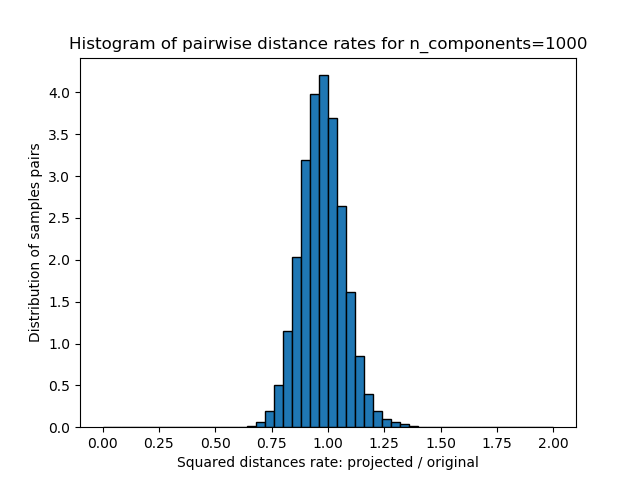 Histogram of pairwise distance rates for n_components=1000
Distribution of samples pairs
4.0
3.5
3.0
2.5
2.0
1.5
1.0
0.5
0.0
0.00 0.25 0.50 0.75 1.00 1.25 1.50 1.75 2.00
Squared distances rate: projected / original